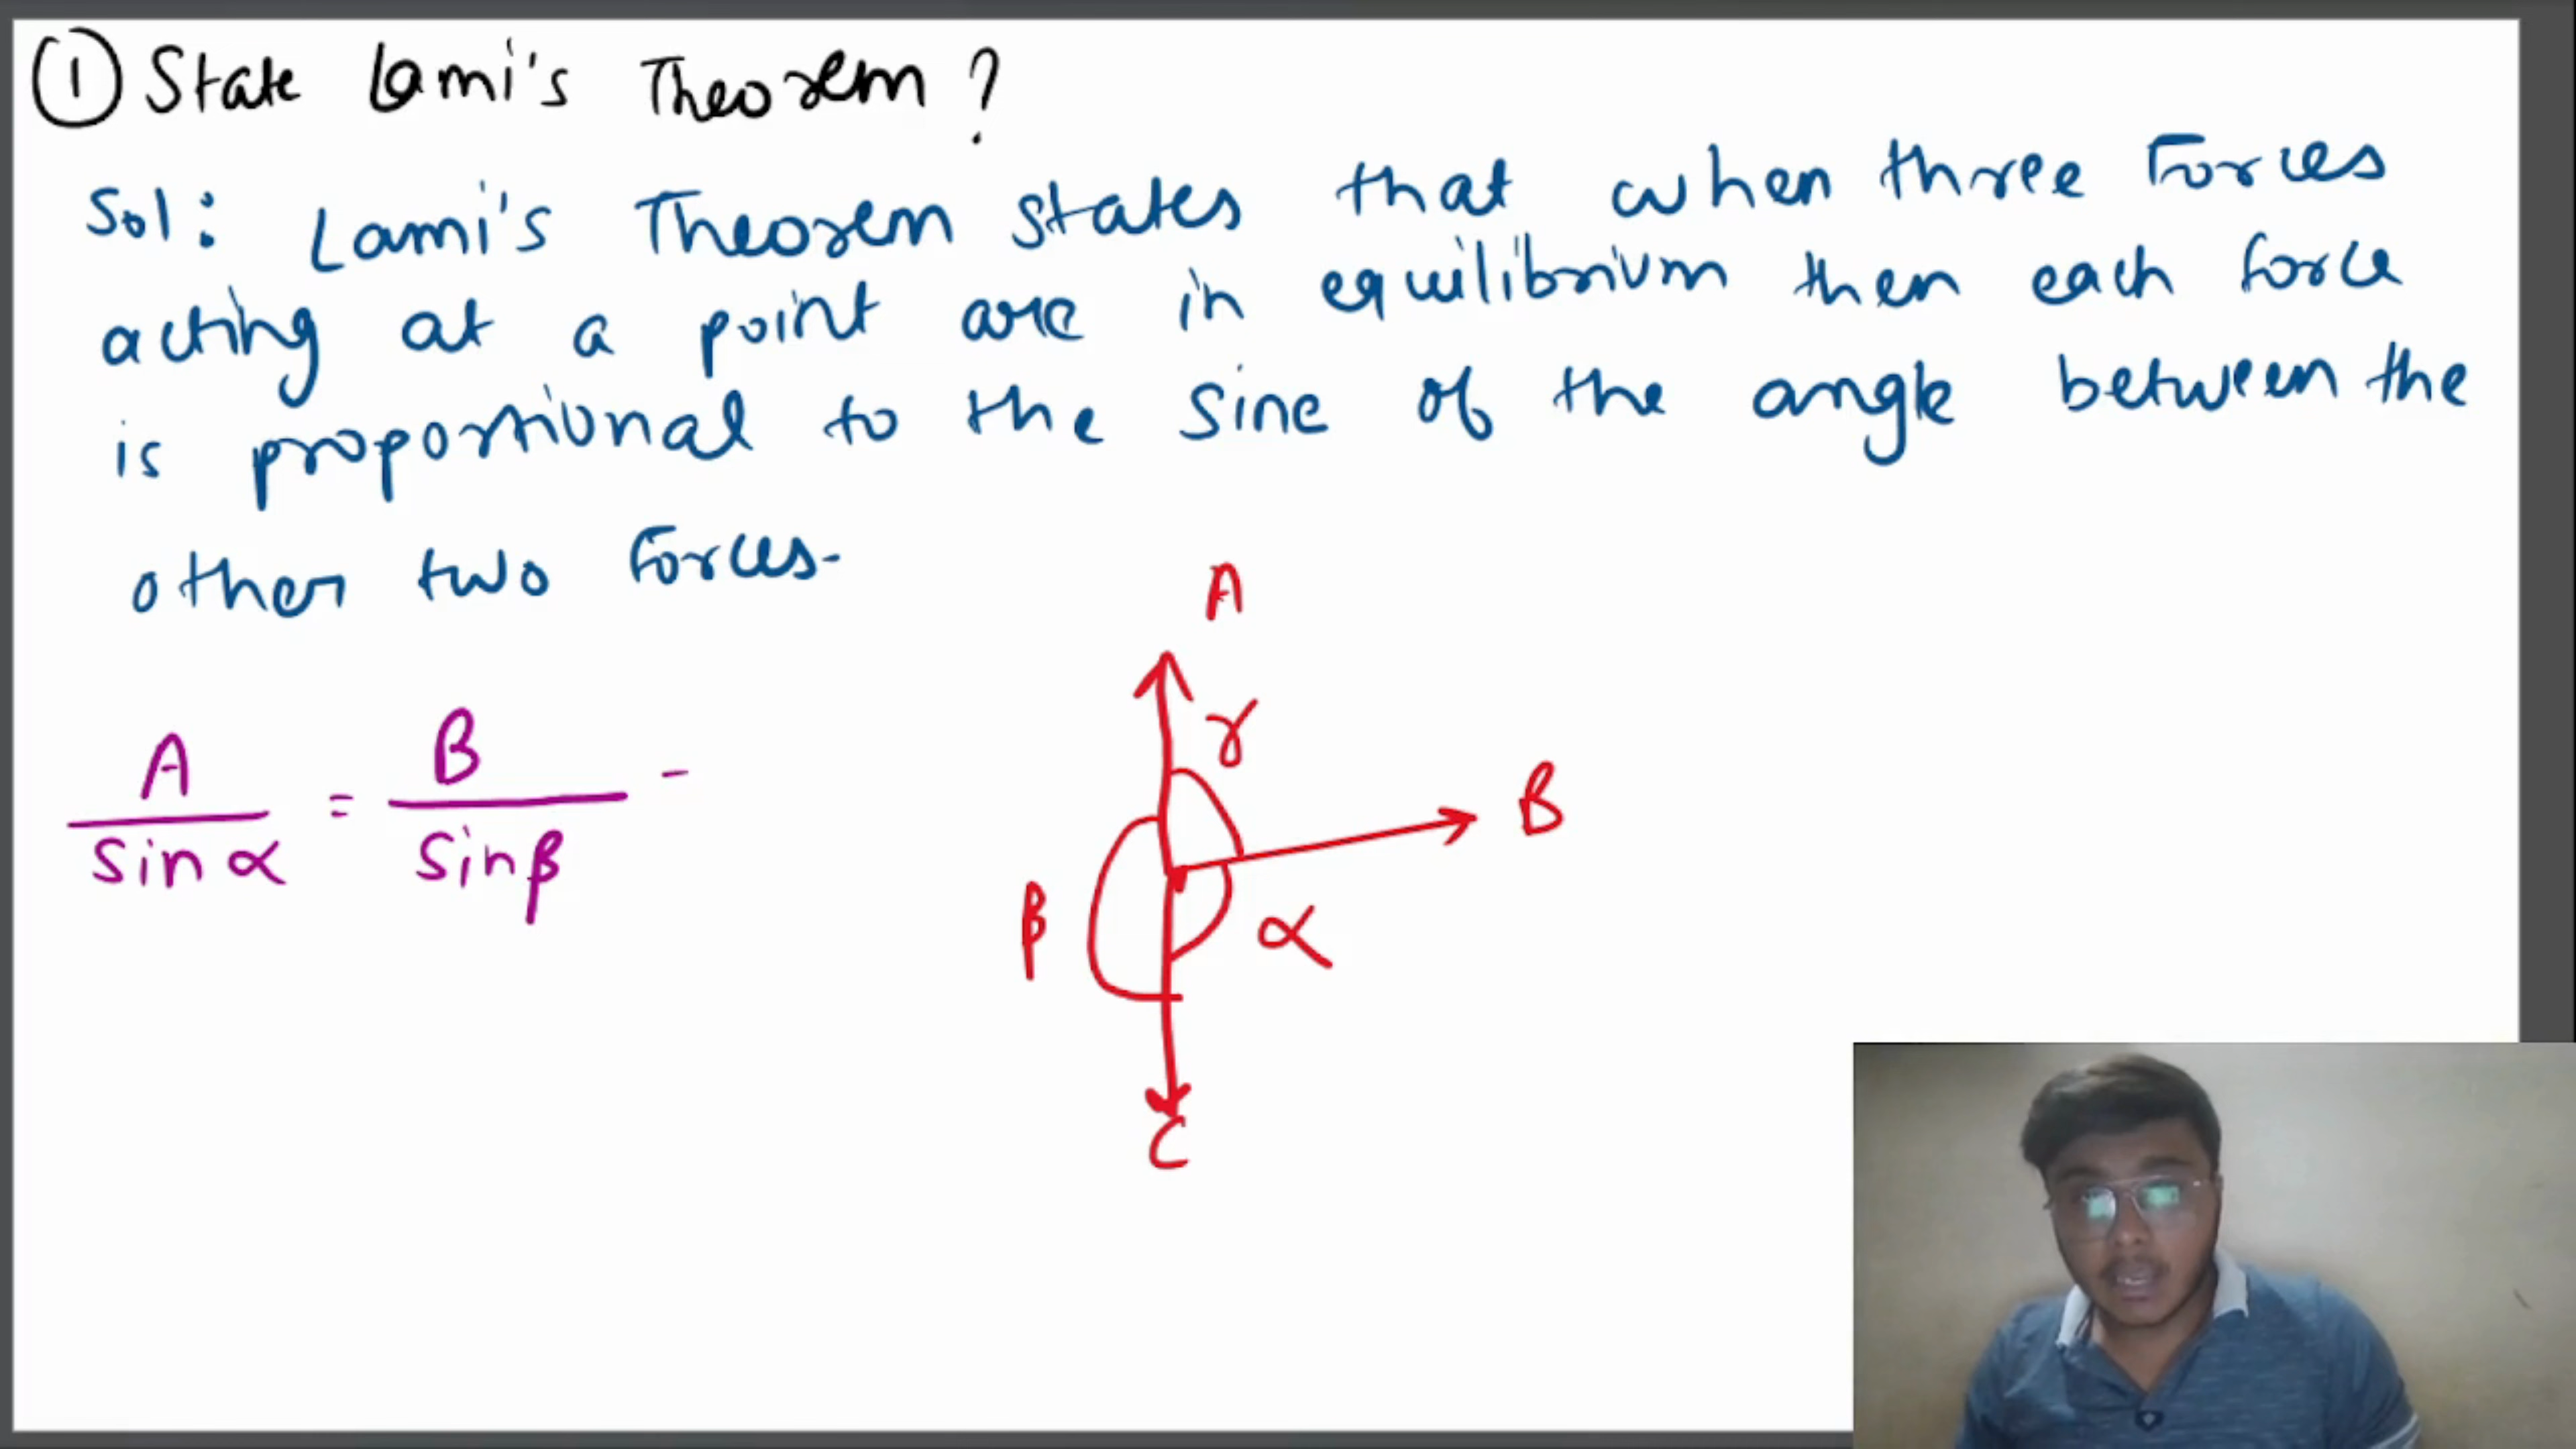 ① State Lami's Theorem ?
Sol: Lami's Theorem states that when three Forces
acting at a point are in equilibrium then each force
is proportional to the sine of the angle between the
other two Forces.
A
γ
B
A / sin α = B / sin β -
β
α
C